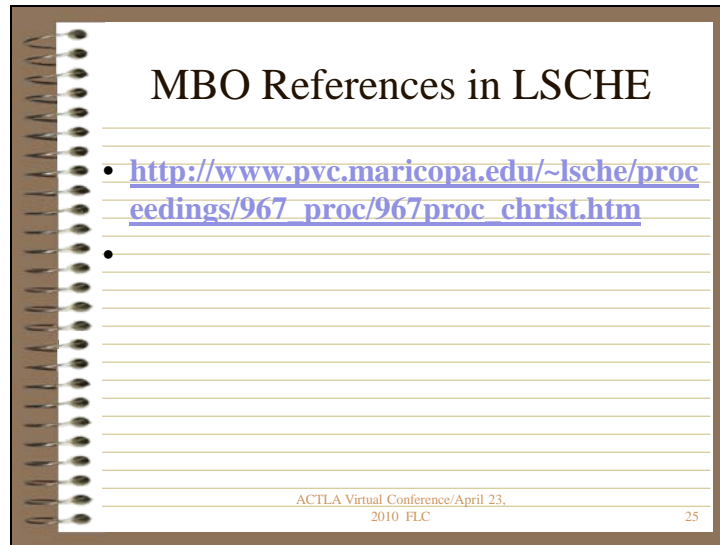 MBO References in LSCHE
• http://www.pvc.maricopa.edu/~lsche/proc
eedings/967_proc/967proc_christ.htm
•
ACTLA Virtual Conference/April 23,
2010 FLC
25